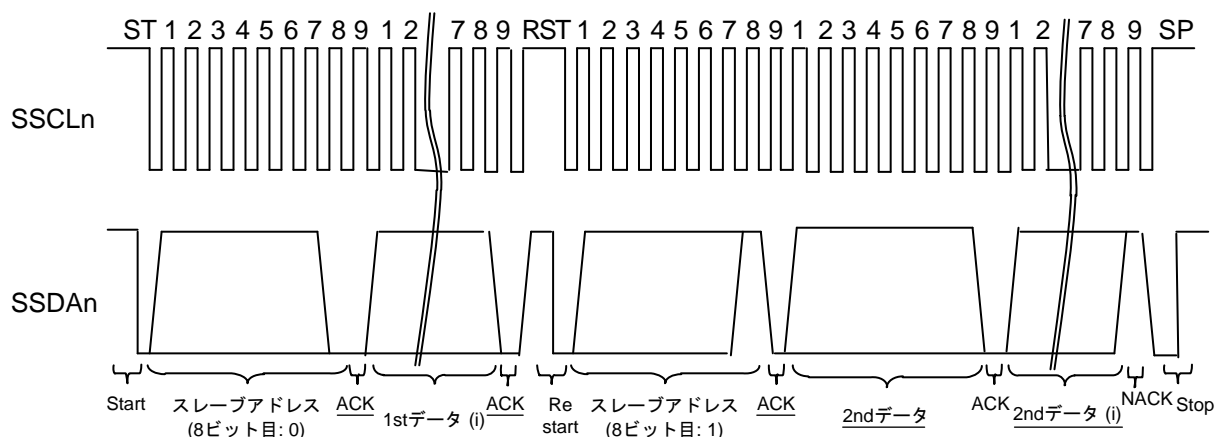 ST 1 2 3 4 5 6 7 8 9 1 2 7 8 9 RST 1 2 3 4 5 6 7 8 9 1 2 3 4 5 6 7 8 9 1 2 7 8 9 SP
SSCLn
SSDAn
Start
スレーブアドレス
(8ビット目: 0)
ACK
1stデータ (i)
ACK
Re
start
スレーブアドレス
(8ビット目: 1)
ACK
2ndデータ
ACK
2ndデータ (i)
NACK
Stop